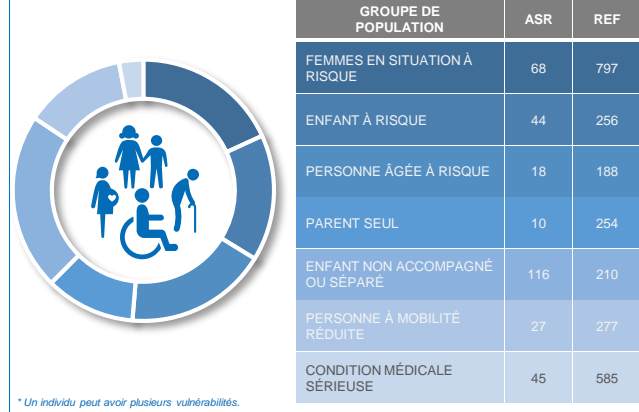 GROUPE DE
POPULATION ASR REF
FEMMES EN SITUATION À
RISQUE 68 797
ENFANT À RISQUE 44 256
PERSONNE ÂGÉE À RISQUE 18 188
PARENT SEUL 10 254
ENFANT NON ACCOMPAGNÉ
OU SÉPARÉ 116 210
PERSONNE À MOBILITÉ
RÉDUITE 27 277
CONDITION MÉDICALE
SÉRIEUSE 45 585
* Un individu peut avoir plusieurs vulnérabilités.